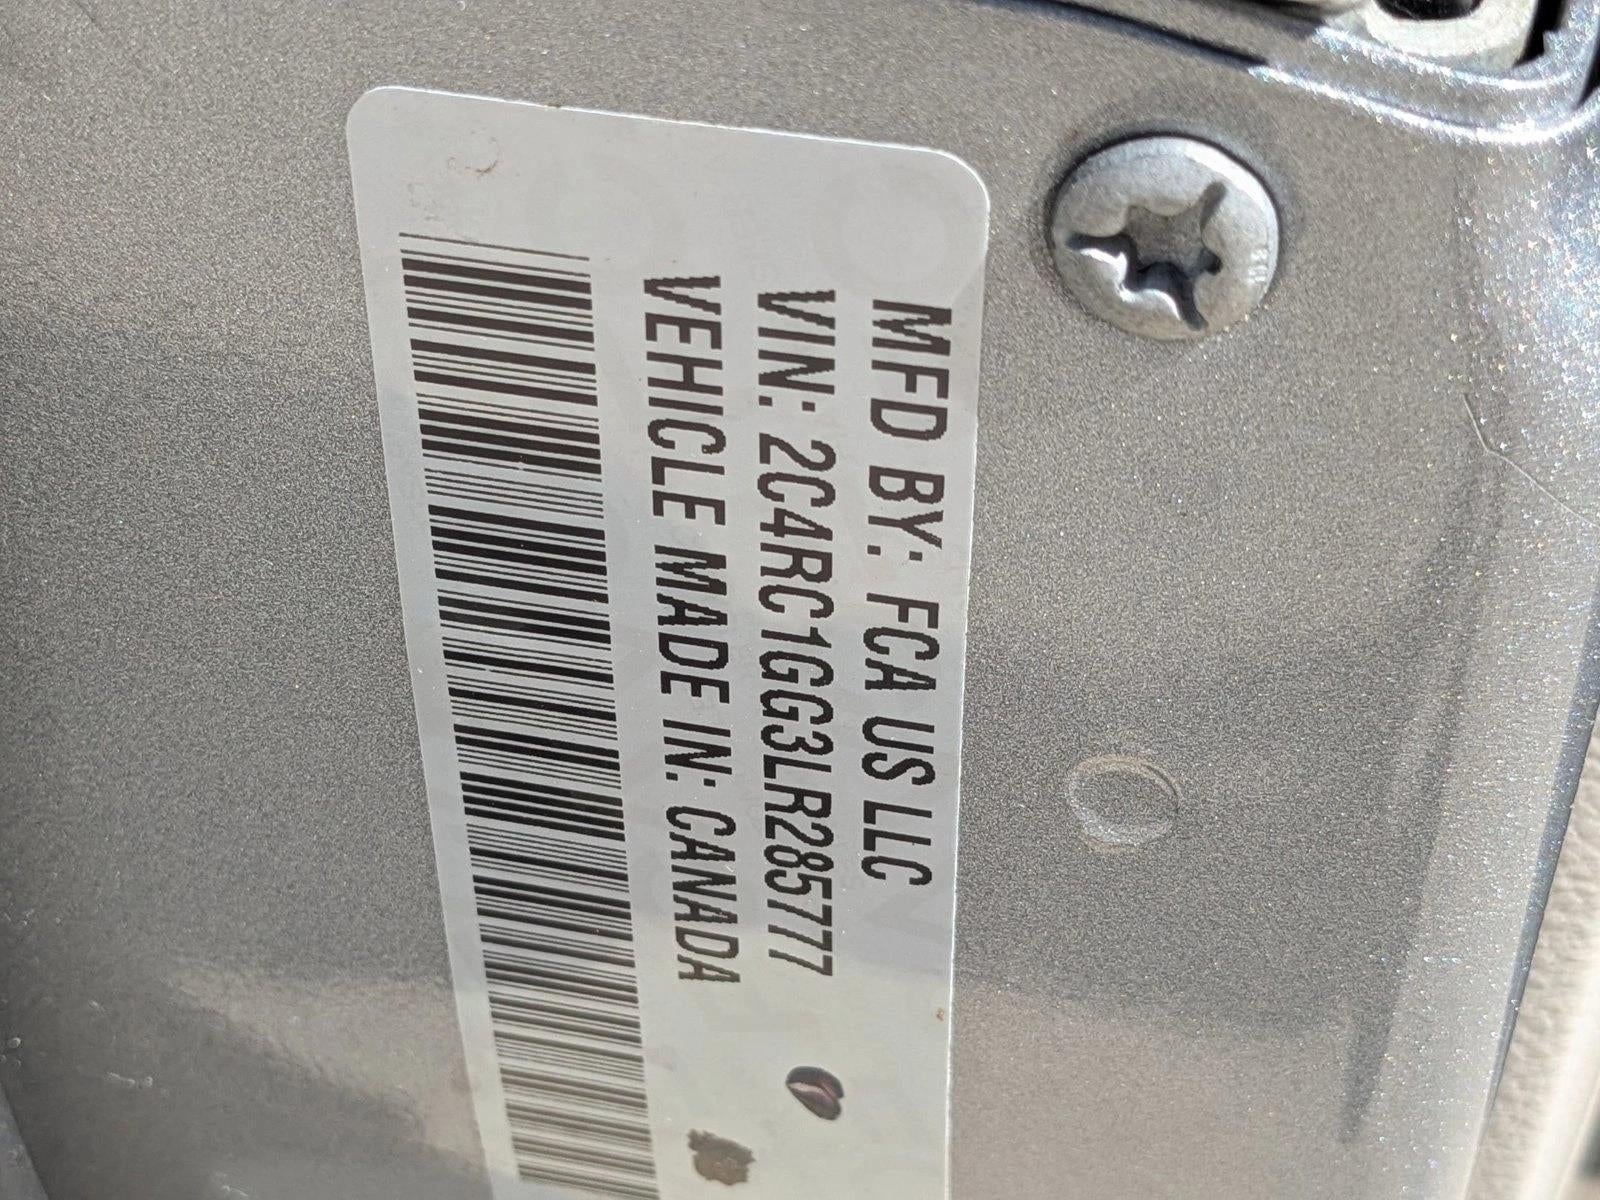 MFD BY: FCA US LLC
VIN: 2C4RC1GG3LR285777
VEHICLE MADE IN: CANADA